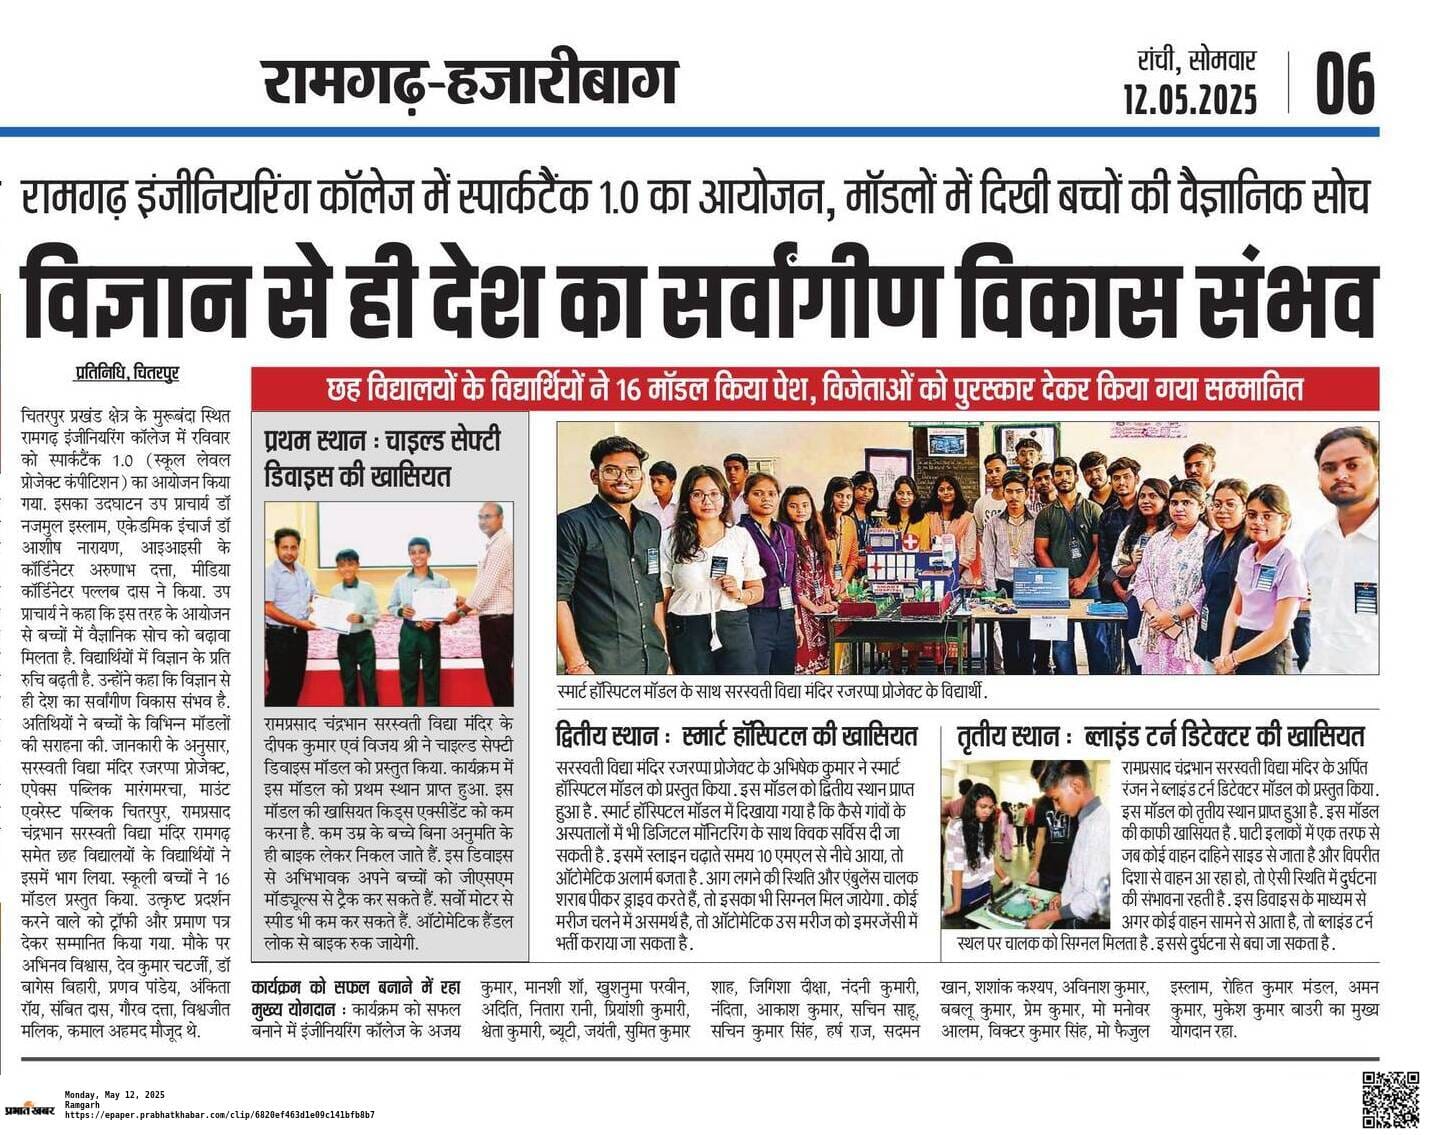 रामगढ़-हजारीबाग
रांची, सोमवार
12.05.2025
06
रामगढ़ इंजीनियरिंग कॉलेज में स्पार्कटैंक 1.0 का आयोजन, मॉडलों में दिखी बच्चों की वैज्ञानिक सोच
विज्ञान से ही देश का सर्वांगीण विकास संभव
प्रतिनिधि, चितरपुर
चितरपुर प्रखंड क्षेत्र के मुरूबंदा स्थित
रामगढ़ इंजीनियरिंग कॉलेज में रविवार
को स्पार्कटैंक 1.0 (स्कूल लेवल
प्रोजेक्ट कंपीटिशन) का आयोजन किया
गया. इसका उदघाटन उप प्राचार्य डॉ
नजमुल इस्लाम, एकेडमिक इंचार्ज डॉ
आशीष नारायण, आइआइसी के
कॉर्डिनेटर अरुणाभ दत्ता, मीडिया
कॉर्डिनेटर पल्लब दास ने किया. उप
प्राचार्य ने कहा कि इस तरह के आयोजन
से बच्चों में वैज्ञानिक सोच को बढ़ावा
मिलता है. विद्यार्थियों में विज्ञान के प्रति
रुचि बढ़ती है. उन्होंने कहा कि विज्ञान से
ही देश का सर्वांगीण विकास संभव है.
अतिथियों ने बच्चों के विभिन्न मॉडलों
की सराहना की. जानकारी के अनुसार,
सरस्वती विद्या मंदिर रजरप्पा प्रोजेक्ट,
एपेक्स पब्लिक मारंगमरचा, माउंट
एवरेस्ट पब्लिक चितरपुर, रामप्रसाद
चंद्रभान सरस्वती विद्या मंदिर रामगढ़
समेत छह विद्यालयों के विद्यार्थियों ने
इसमें भाग लिया. स्कूली बच्चों ने 16
मॉडल प्रस्तुत किया. उत्कृष्ट प्रदर्शन
करने वाले को ट्रॉफी और प्रमाण पत्र
देकर सम्मानित किया गया. मौके पर
अभिनव विश्वास, देव कुमार चटर्जी, डॉ
बागेस बिहारी, प्रणव पांडेय, अंकिता
रॉय, संबित दास, गौरव दत्ता, विश्वजीत
मलिक, कमाल अहमद मौजूद थे.
छह विद्यालयों के विद्यार्थियों ने 16 मॉडल किया पेश, विजेताओं को पुरस्कार देकर किया गया सम्मानित
प्रथम स्थान : चाइल्ड सेफ्टी
डिवाइस की खासियत
रामप्रसाद चंद्रभान सरस्वती विद्या मंदिर के
दीपक कुमार एवं विजय श्री ने चाइल्ड सेफ्टी
डिवाइस मॉडल को प्रस्तुत किया. कार्यक्रम में
इस मॉडल को प्रथम स्थान प्राप्त हुआ. इस
मॉडल की खासियत किड्स एक्सीडेंट को कम
करना है. कम उम्र के बच्चे बिना अनुमति के
ही बाइक लेकर निकल जाते हैं. इस डिवाइस
से अभिभावक अपने बच्चों को जीएसएम
मॉड्यूल्स से ट्रैक कर सकते हैं. सर्वो मोटर से
स्पीड भी कम कर सकते हैं. ऑटोमेटिक हैंडल
लोक से बाइक रुक जायेगी.
स्मार्ट हॉस्पिटल मॉडल के साथ सरस्वती विद्या मंदिर रजरप्पा प्रोजेक्ट के विद्यार्थी.
द्वितीय स्थान : स्मार्ट हॉस्पिटल की खासियत
सरस्वती विद्या मंदिर रजरप्पा प्रोजेक्ट के अभिषेक कुमार ने स्मार्ट
हॉस्पिटल मॉडल को प्रस्तुत किया. इस मॉडल को द्वितीय स्थान प्राप्त
हुआ है. स्मार्ट हॉस्पिटल मॉडल में दिखाया गया है कि कैसे गांवों के
अस्पतालों में भी डिजिटल मॉनिटरिंग के साथ क्विक सर्विस दी जा
सकती है. इसमें स्लाइन चढ़ाते समय 10 एमएल से नीचे आया, तो
ऑटोमेटिक अलार्म बजता है. आग लगने की स्थिति और एंबुलेंस चालक
शराब पीकर ड्राइव करते हैं, तो इसका भी सिग्नल मिल जायेगा. कोई
मरीज चलने में असमर्थ है, तो ऑटोमेटिक उस मरीज को इमरजेंसी में
भर्ती कराया जा सकता है.
तृतीय स्थान : ब्लाइंड टर्न डिटेक्टर की खासियत
रामप्रसाद चंद्रभान सरस्वती विद्या मंदिर के अर्पित
रंजन ने ब्लाइंड टर्न डिटेक्टर मॉडल को प्रस्तुत किया.
इस मॉडल को तृतीय स्थान प्राप्त हुआ है. इस मॉडल
की काफी खासियत है. घाटी इलाकों में एक तरफ से
जब कोई वाहन दाहिने साइड से जाता है और विपरीत
दिशा से वाहन आ रहा हो, तो ऐसी स्थिति में दुर्घटना
की संभावना रहती है. इस डिवाइस के माध्यम से
अगर कोई वाहन सामने से आता है, तो ब्लाइंड टर्न
स्थल पर चालक को सिग्नल मिलता है. इससे दुर्घटना से बचा जा सकता है.
कार्यक्रम को सफल बनाने में रहा
मुख्य योगदान : कार्यक्रम को सफल
बनाने में इंजीनियरिंग कॉलेज के अजय
कुमार, मानशी शॉ, खुशनुमा परवीन,
अदिति, नितारा रानी, प्रियांशी कुमारी,
श्वेता कुमारी, ब्यूटी, जयंती, सुमित कुमार
शाह, जिगिशा दीक्षा, नंदनी कुमारी,
नंदिता, आकाश कुमार, सचिन साहू,
सचिन कुमार सिंह, हर्ष राज, सदमन
खान, शशांक कश्यप, अविनाश कुमार,
बबलू कुमार, प्रेम कुमार, मो मनोवर
आलम, विक्टर कुमार सिंह, मो फैजुल
इस्लाम, रोहित कुमार मंडल, अमन
कुमार, मुकेश कुमार बाउरी का मुख्य
योगदान रहा.
प्रभात खबर
Monday, May 12, 2025
Ramgarh
https://epaper.prabhatkhabar.com/clip/6820ef463d1e09c141bfb8b7